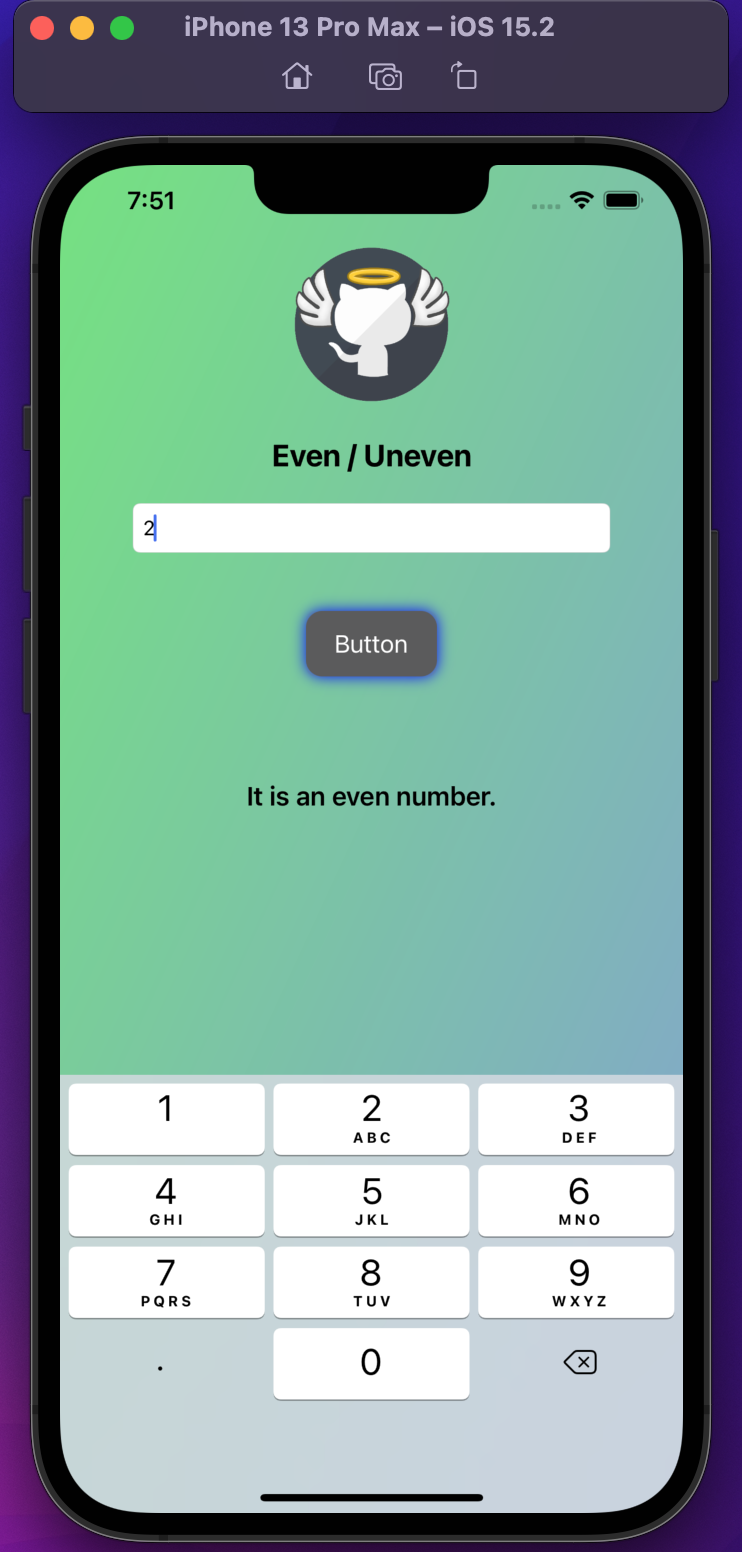 iPhone 13 Pro Max – iOS 15.2
7:51
Even / Uneven
2
Button
It is an even number.
1 2 3
ABC DEF
4 5 6
GHI JKL MNO
7 8 9
PQRS TUV WXYZ
. 0